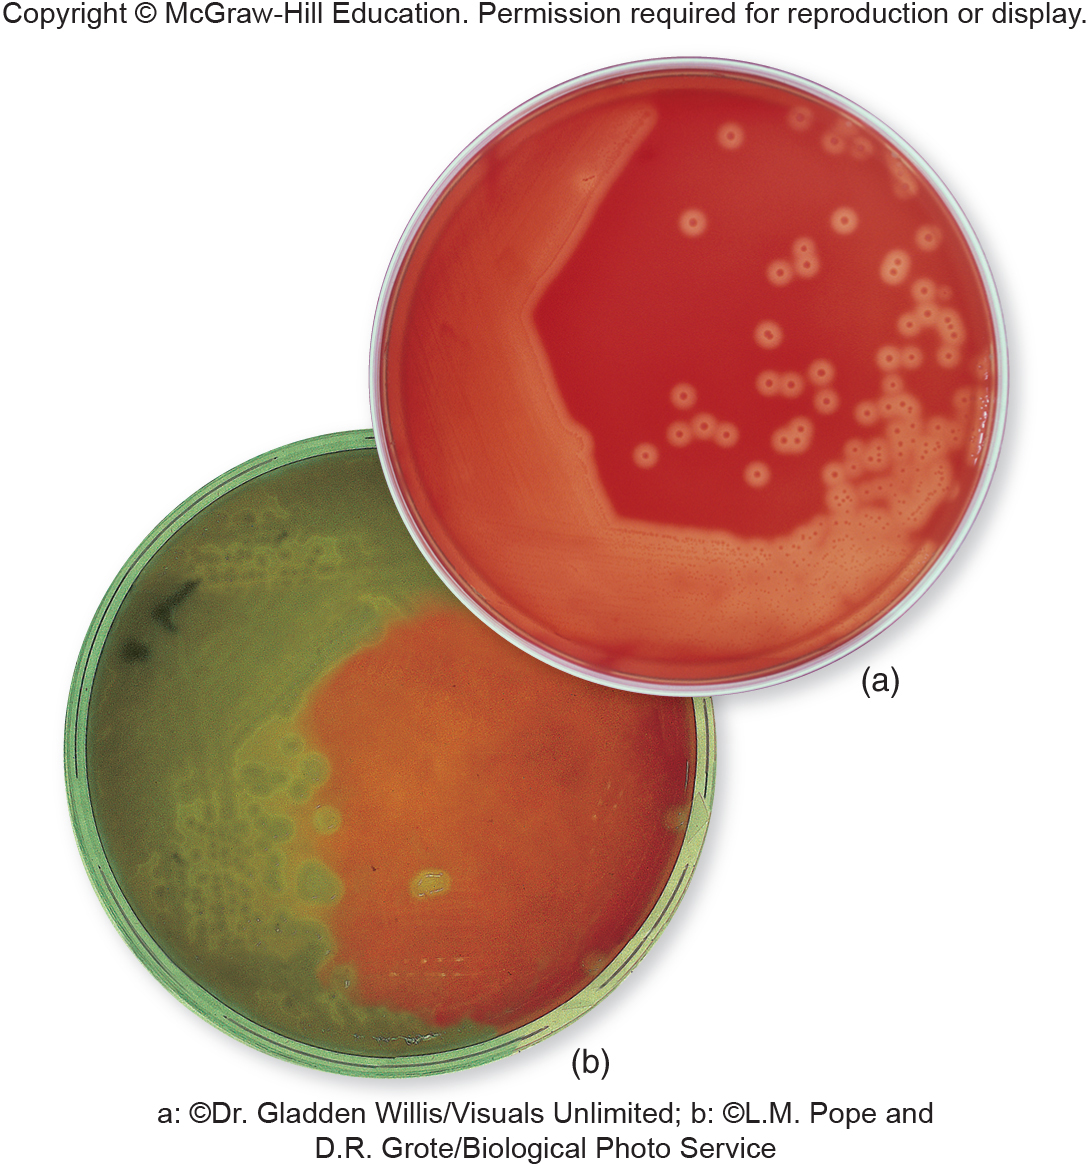 Copyright © McGraw-Hill Education. Permission required for reproduction or display.
(a)
(b)
a: ©Dr. Gladden Willis/Visuals Unlimited; b: ©L.M. Pope and
D.R. Grote/Biological Photo Service